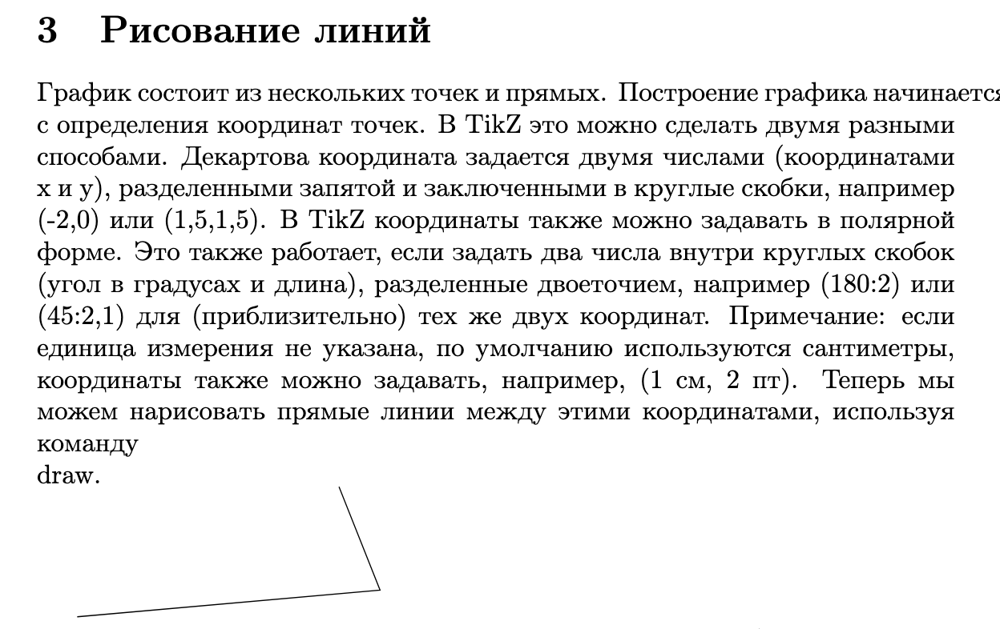 3 Рисование линий
График состоит из нескольких точек и прямых. Построение графика начинается
с определения координат точек. В TikZ это можно сделать двумя разными
способами. Декартова координата задается двумя числами (координатами
x и y), разделенными запятой и заключенными в круглые скобки, например
(-2,0) или (1,5,1,5). В TikZ координаты также можно задавать в полярной
форме. Это также работает, если задать два числа внутри круглых скобок
(угол в градусах и длина), разделенные двоеточием, например (180:2) или
(45:2,1) для (приблизительно) тех же двух координат. Примечание: если
единица измерения не указана, по умолчанию используются сантиметры,
координаты также можно задавать, например, (1 см, 2 пт). Теперь мы
можем нарисовать прямые линии между этими координатами, используя
команду
draw.